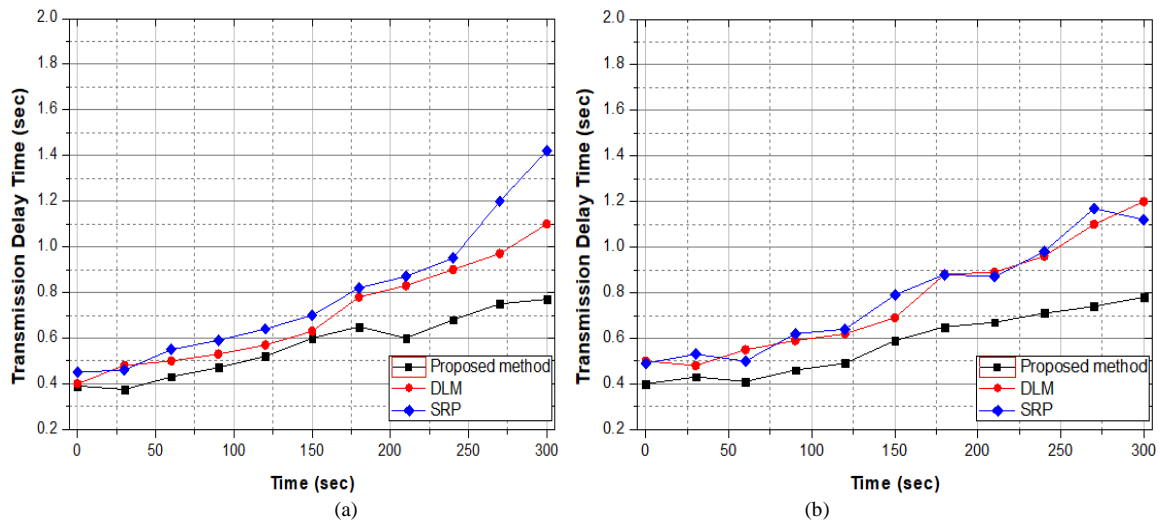 2.0
1.8
1.6
1.4
1.2
1.0
0.8
0.6
0.4
0.2
Transmission Delay Time (sec)
0 50 100 150 200 250 300
Time (sec)
Proposed method
DLM
SRP
(a)
2.0
1.8
1.6
1.4
1.2
1.0
0.8
0.6
0.4
0.2
Transmission Delay Time (sec)
0 50 100 150 200 250 300
Time (sec)
Proposed method
DLM
SRP
(b)